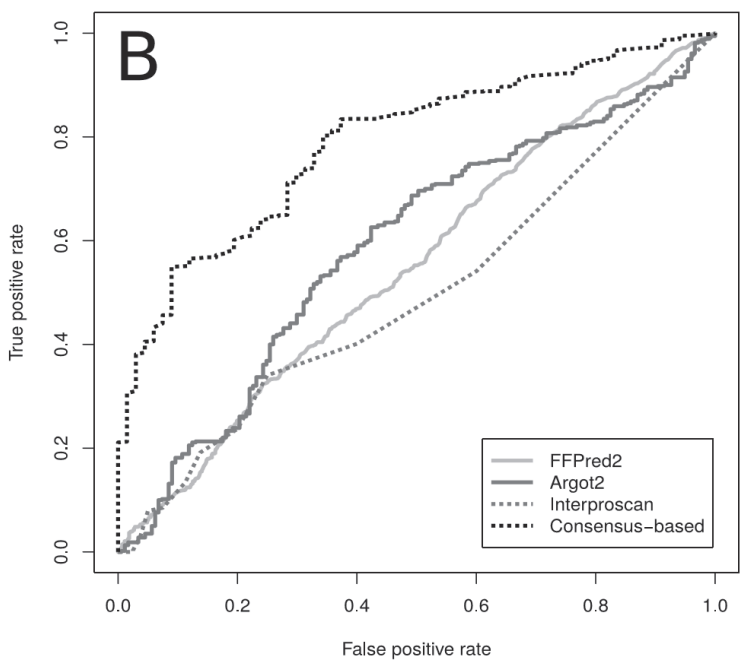 B
True positive rate
1.0
0.8
0.6
0.4
0.2
0.0
FFPred2
Argot2
Interproscan
Consensus−based
0.0 0.2 0.4 0.6 0.8 1.0
False positive rate